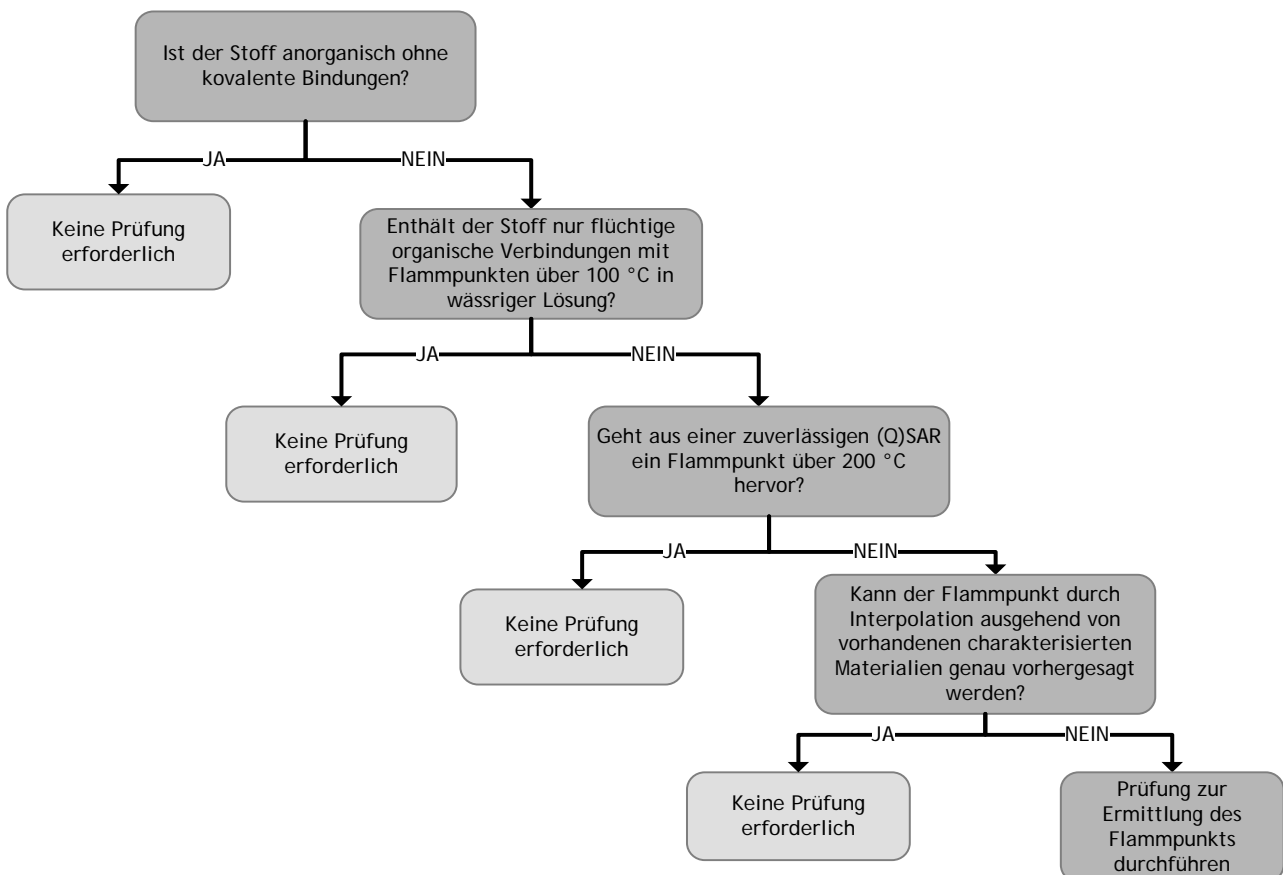 Ist der Stoff anorganisch ohne
kovalente Bindungen?
JA
NEIN
Keine Prüfung
erforderlich
Enthält der Stoff nur flüchtige
organische Verbindungen mit
Flammpunkten über 100 °C in
wässriger Lösung?
JA
NEIN
Keine Prüfung
erforderlich
Geht aus einer zuverlässigen (Q)SAR
ein Flammpunkt über 200 °C
hervor?
JA
NEIN
Keine Prüfung
erforderlich
Kann der Flammpunkt durch
Interpolation ausgehend von
vorhandenen charakterisierten
Materialien genau vorhergesagt
werden?
JA
NEIN
Keine Prüfung
erforderlich
Prüfung zur
Ermittlung des
Flammpunkts
durchführen